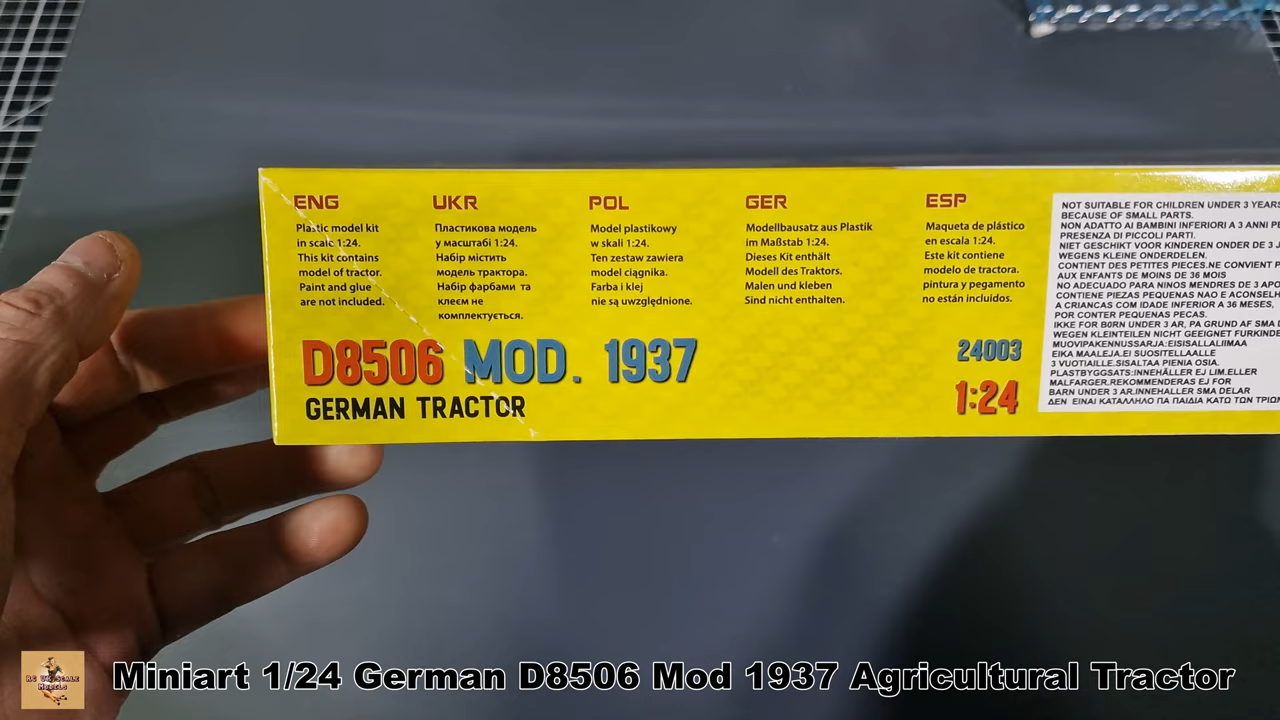 ENG
Plastic model kit
in scale 1:24.
This kit contains
model of tractor.
Paint and glue
are not included.
UKR
Пластикова модель
у масштабі 1:24.
Набір містить
модель трактора.
Набір фарбами та
клеєм не
комплектується.
POL
Model plastikowy
w skali 1:24.
Ten zestaw zawiera
model ciągnika.
Farba i klej
nie są uwzględnione.
GER
Modellbausatz aus Plastik
im Maßstab 1:24.
Dieses Kit enthält
Modell des Traktors.
Malen und kleben
Sind nicht enthalten.
ESP
Maqueta de plástico
en escala 1:24.
Este kit contiene
modelo de tractora.
pintura y pegamento
no están incluidos.
D8506 MOD. 1937
GERMAN TRACTOR
24003
1:24
NOT SUITABLE FOR CHILDREN UNDER 3 YEARS
BECAUSE OF SMALL PARTS.
NON ADATTO AI BAMBINI INFERIORI A 3 ANNI
PRESENZA DI PICCOLI PARTI.
NIET GESCHIKT VOOR KINDEREN ONDER DE 3
WEGENS KLEINE ONDERDELEN.
CONTIENT DES PETITES PIECES.NE CONVIENT
AUX ENFANTS DE MOINS DE 36 MOIS
NO ADECUADO PARA NINOS MENDRES DE 3
CONTIENE PIEZAS PEQUENAS NAO E
A CRIANCAS COM IDADE INFERIOR A 36 MESES,
POR CONTER PEQUENAS PECAS.
IKKE FOR BØRN UNDER 3 AR, PA GRUND AF SMA
WEGEN KLEINTEILEN NICHT GEEIGNET FUR
MUOVIPAKENNUSSARJA:EISISALLALIIMAA
EIKA MAALEJA.EI SUOSITELLAALLE
3 VUOTIAILLE.SISALTAA PIENIA OSIA.
PLASTBYGGSATS:INNEHÅLLER EJ LIM.ELLER
MALFARGER.REKOMMENDERAS EJ FOR
BARN UNDER 3 AR.INNEHALLER SMA DELAR
ΔΕΝ ΕΙΝΑΙ ΚΑΤΑΛΛΗΛΟ ΠΑ ΠΑΙΔΙΑ ΚΑΤΩ ΤΩΝ
RC UK Scale
Models
Miniart 1/24 German D8506 Mod 1937 Agricultural Tractor